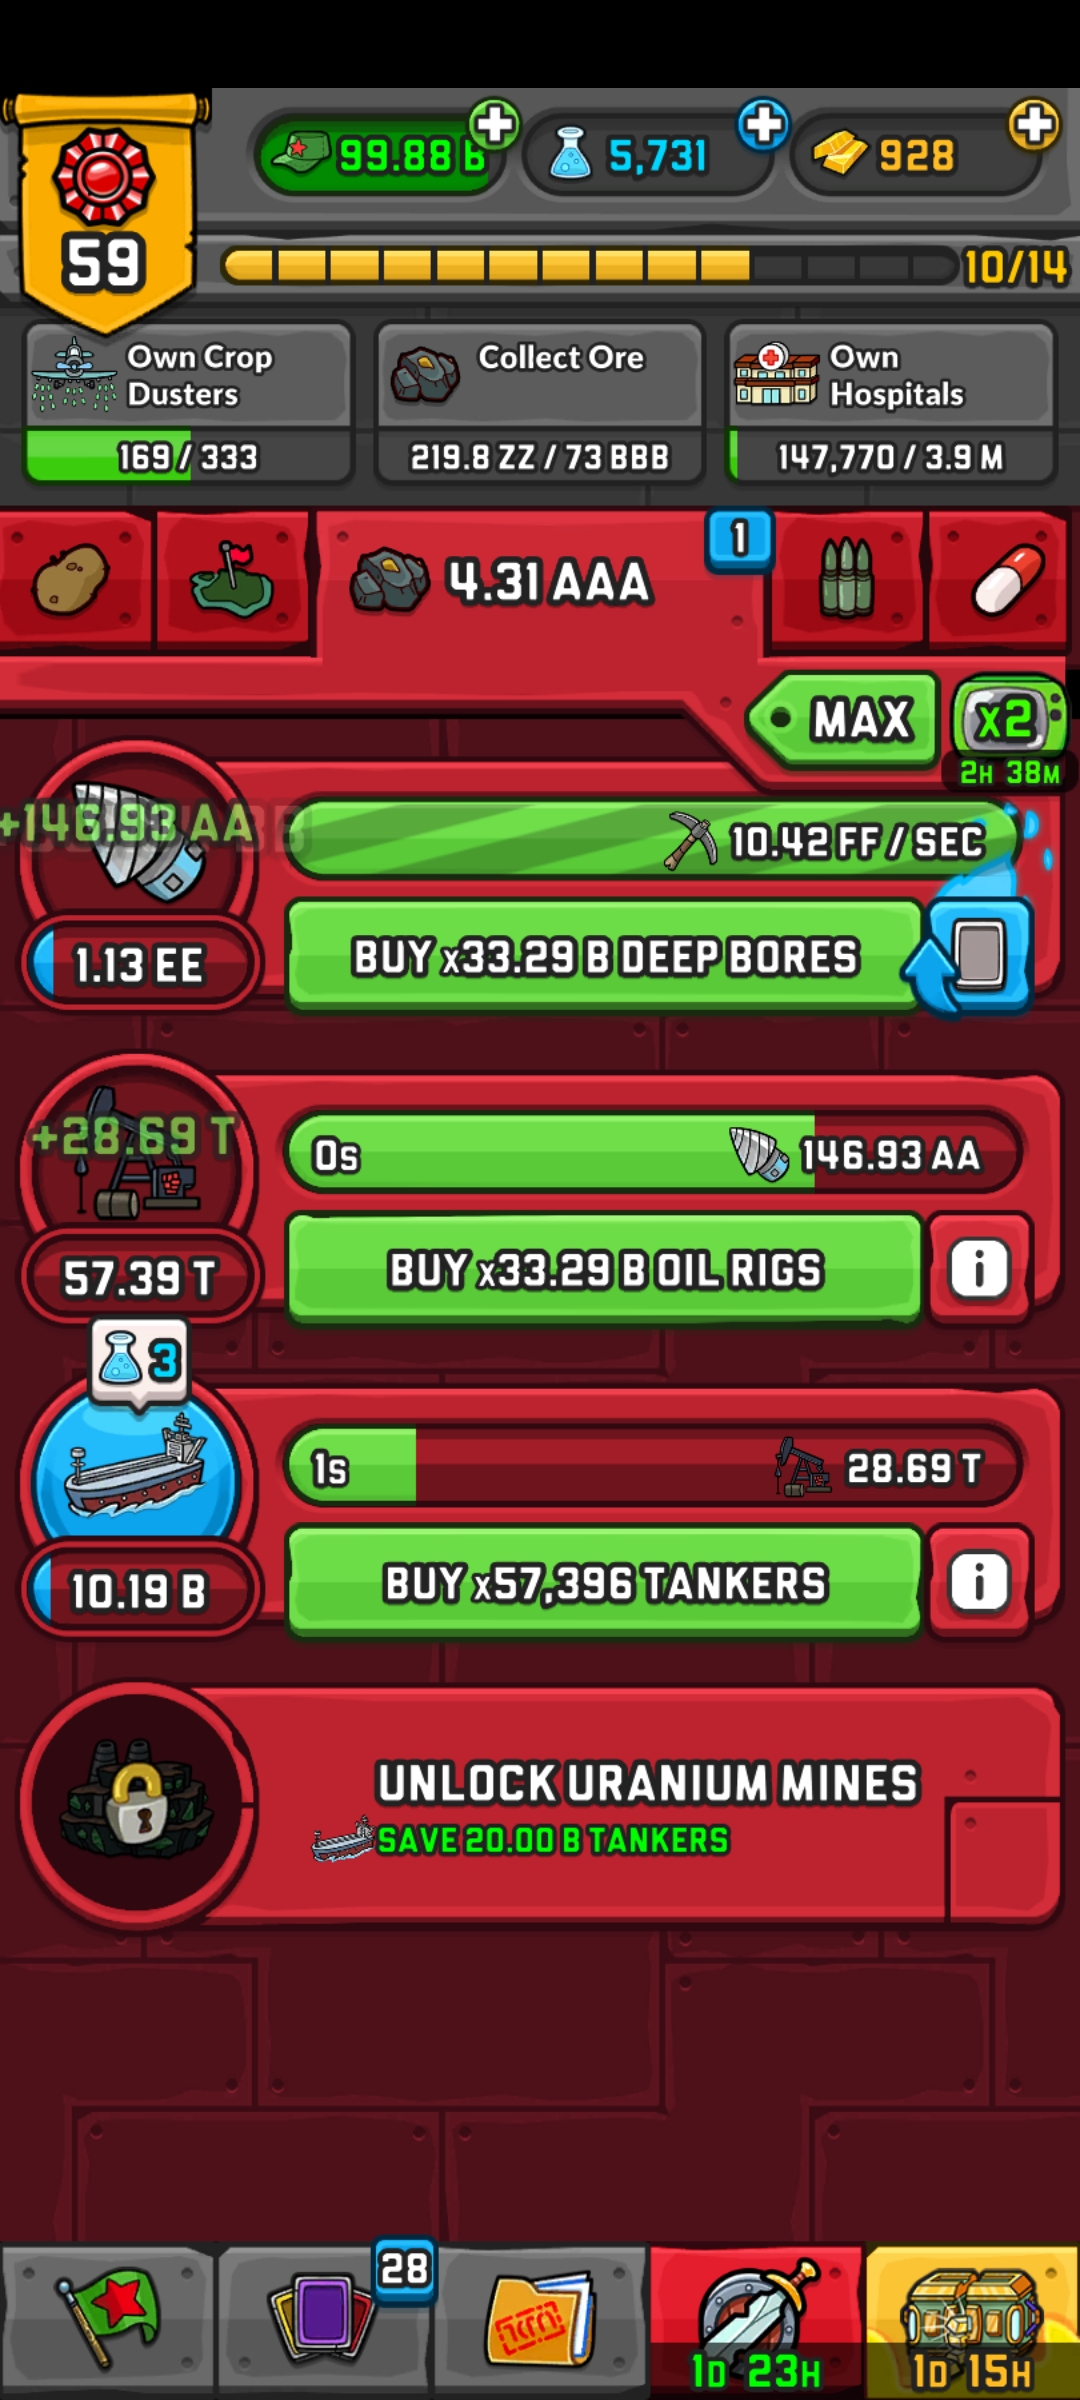 99.88 B
5,731
928
59
10/14
Own Crop Dusters
169 / 333
Collect Ore
219.8 ZZ / 73 BBB
Own Hospitals
147,770 / 3.9 M
4.31 AAA
1
MAX
x2
2H 38M
+146.93 AA
10.42 FF / SEC
1.13 EE
BUY x33.29 B DEEP BORES
+28.69 T
0s
146.93 AA
57.39 T
BUY x33.29 B OIL RIGS
i
3
1s
28.69 T
10.19 B
BUY x57,396 TANKERS
i
UNLOCK URANIUM MINES
SAVE 20.00 B TANKERS
28
1D 23H
1D 15H